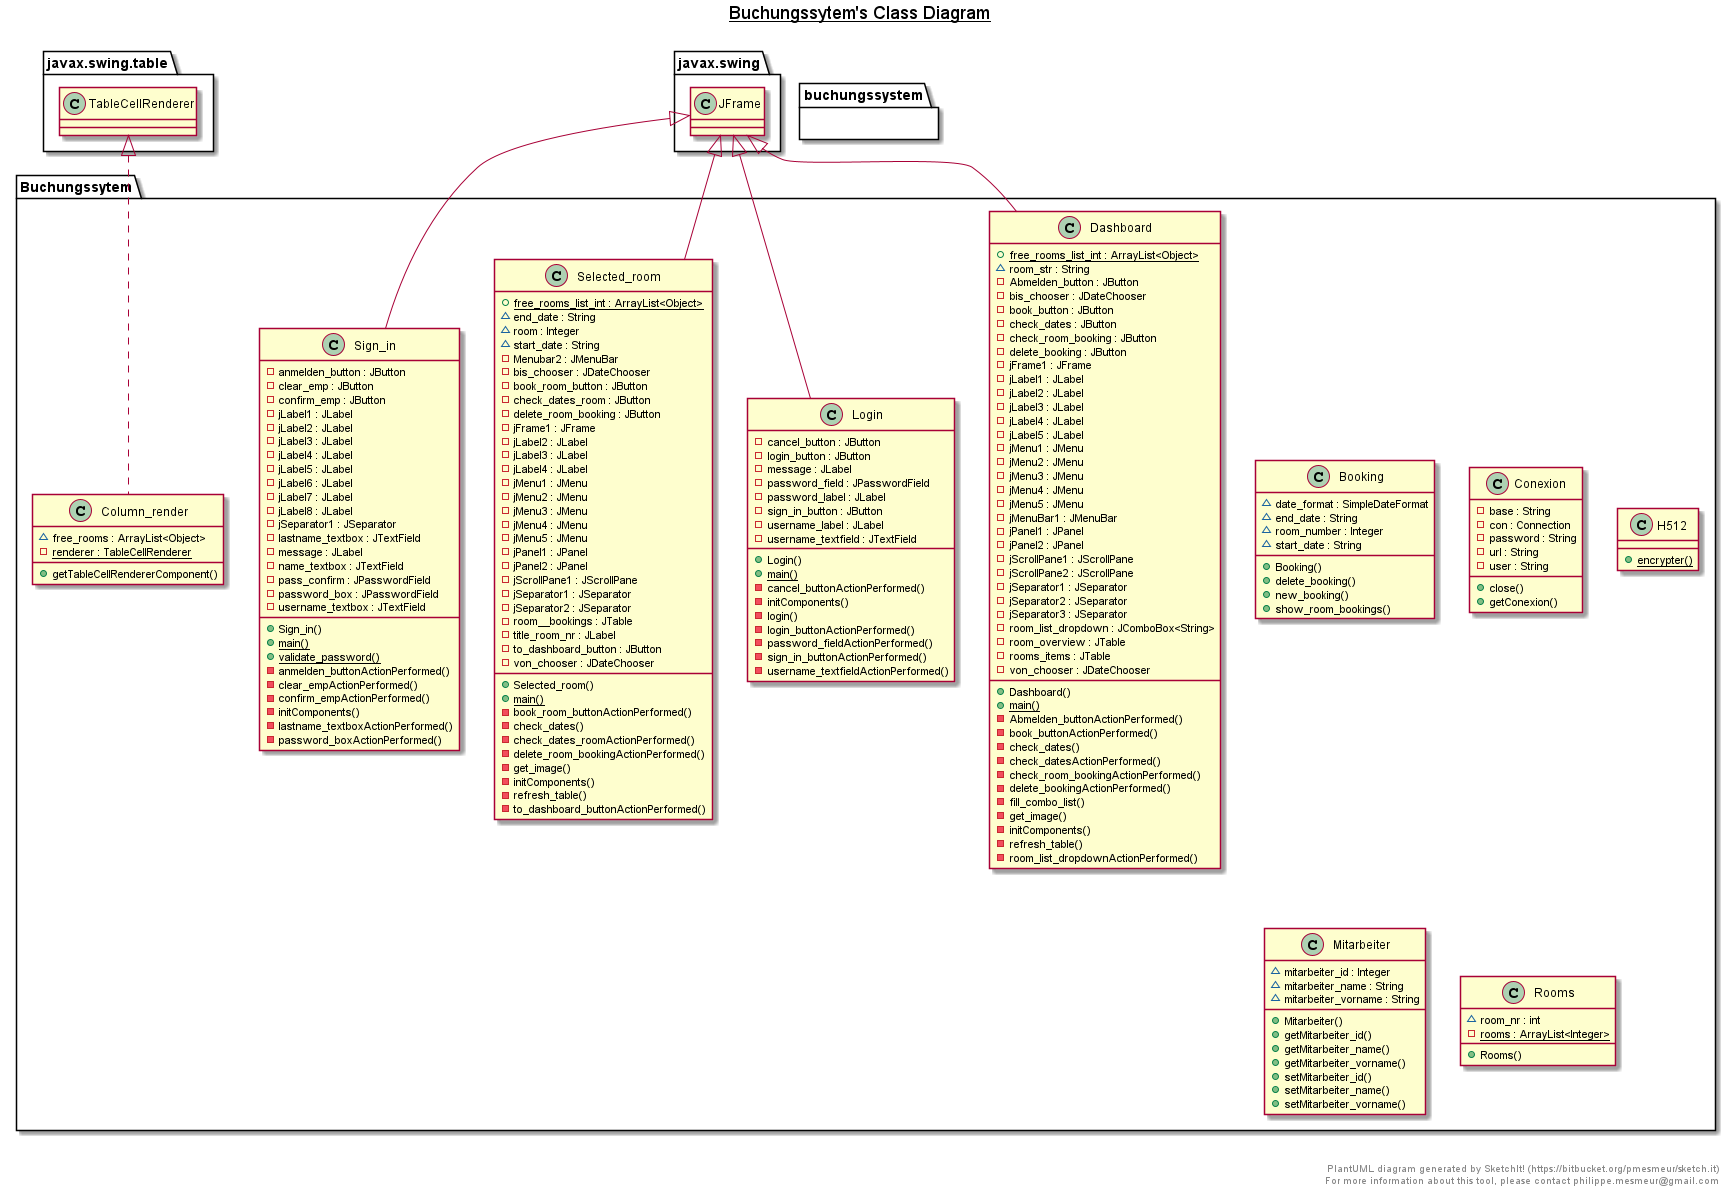 Buchungssytem's Class Diagram
javax.swing.table
TableCellRenderer
javax.swing
JFrame
buchungssystem
Buchungssytem
Column_render
free_rooms : ArrayList<Object>
renderer : TableCellRenderer
getTableCellRendererComponent()
Sign_in
anmelden_button : JButton
clear_emp : JButton
confirm_emp : JButton
jLabel1 : JLabel
jLabel2 : JLabel
jLabel3 : JLabel
jLabel4 : JLabel
jLabel5 : JLabel
jLabel6 : JLabel
jLabel7 : JLabel
jLabel8 : JLabel
jSeparator1 : JSeparator
lastname_textbox : JTextField
message : JLabel
name_textbox : JTextField
pass_confirm : JPasswordField
password_box : JPasswordField
username_textbox : JTextField
Sign_in()
main()
validate_password()
anmelden_buttonActionPerformed()
clear_empActionPerformed()
confirm_empActionPerformed()
initComponents()
lastname_textboxActionPerformed()
password_boxActionPerformed()
Selected_room
free_rooms_list_int : ArrayList<Object>
end_date : String
room : Integer
start_date : String
Menubar2 : JMenuBar
bis_chooser : JDateChooser
book_room_button : JButton
check_dates_room : JButton
delete_room_booking : JButton
jFrame1 : JFrame
jLabel2 : JLabel
jLabel3 : JLabel
jLabel4 : JLabel
jMenu1 : JMenu
jMenu2 : JMenu
jMenu3 : JMenu
jMenu4 : JMenu
jMenu5 : JMenu
jPanel1 : JPanel
jPanel2 : JPanel
jScrollPane1 : JScrollPane
jSeparator1 : JSeparator
jSeparator2 : JSeparator
room__bookings : JTable
title_room_nr : JLabel
to_dashboard_button : JButton
von_chooser : JDateChooser
Selected_room()
main()
book_room_buttonActionPerformed()
check_dates()
check_dates_roomActionPerformed()
delete_room_bookingActionPerformed()
get_image()
initComponents()
refresh_table()
to_dashboard_buttonActionPerformed()
Login
cancel_button : JButton
login_button : JButton
message : JLabel
password_field : JPasswordField
password_label : JLabel
sign_in_button : JButton
username_label : JLabel
username_textfield : JTextField
Login()
main()
cancel_buttonActionPerformed()
initComponents()
login()
login_buttonActionPerformed()
password_fieldActionPerformed()
sign_in_buttonActionPerformed()
username_textfieldActionPerformed()
Dashboard
free_rooms_list_int : ArrayList<Object>
room_str : String
Abmelden_button : JButton
bis_chooser : JDateChooser
book_button : JButton
check_dates : JButton
check_room_booking : JButton
delete_booking : JButton
jFrame1 : JFrame
jLabel1 : JLabel
jLabel2 : JLabel
jLabel3 : JLabel
jLabel4 : JLabel
jLabel5 : JLabel
jMenu1 : JMenu
jMenu2 : JMenu
jMenu3 : JMenu
jMenu4 : JMenu
jMenu5 : JMenu
jMenuBar1 : JMenuBar
jPanel1 : JPanel
jPanel2 : JPanel
jScrollPane1 : JScrollPane
jScrollPane2 : JScrollPane
jSeparator1 : JSeparator
jSeparator2 : JSeparator
jSeparator3 : JSeparator
room_list_dropdown : JComboBox<String>
room_overview : JTable
rooms_items : JTable
von_chooser : JDateChooser
Dashboard()
main()
Abmelden_buttonActionPerformed()
book_buttonActionPerformed()
check_dates()
check_datesActionPerformed()
check_room_bookingActionPerformed()
delete_bookingActionPerformed()
fill_combo_list()
get_image()
initComponents()
refresh_table()
room_list_dropdownActionPerformed()
Booking
date_format : SimpleDateFormat
end_date : String
room_number : Integer
start_date : String
Booking()
delete_booking()
new_booking()
show_room_bookings()
Conexion
base : String
con : Connection
password : String
url : String
user : String
close()
getConexion()
H512
encrypter()
Mitarbeiter
mitarbeiter_id : Integer
mitarbeiter_name : String
mitarbeiter_vorname : String
Mitarbeiter()
getMitarbeiter_id()
getMitarbeiter_name()
getMitarbeiter_vorname()
setMitarbeiter_id()
setMitarbeiter_name()
setMitarbeiter_vorname()
Rooms
room_nr : int
rooms : ArrayList<Integer>
Rooms()
PlantUML diagram generated by SketchIt! (https://bitbucket.org/pmesmeur/sketch.it)
For more information about this tool, please contact philippe.mesmeur@gmail.com